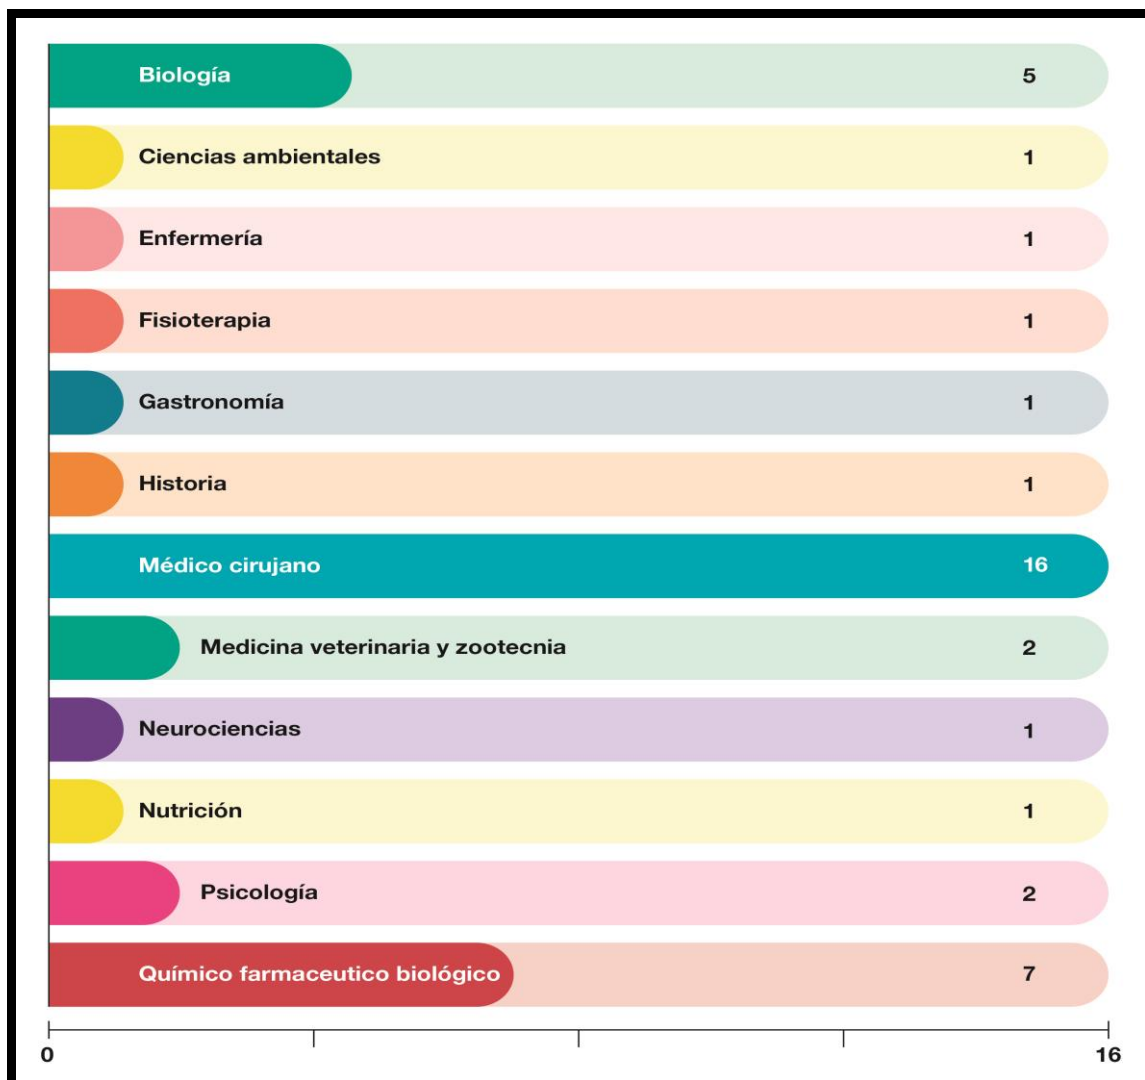 Biología 5
Ciencias ambientales 1
Enfermería 1
Fisioterapia 1
Gastronomía 1
Historia 1
Médico cirujano 16
Medicina veterinaria y zootecnia 2
Neurociencias 1
Nutrición 1
Psicología 2
Químico farmaceutico biológico 7
0 16